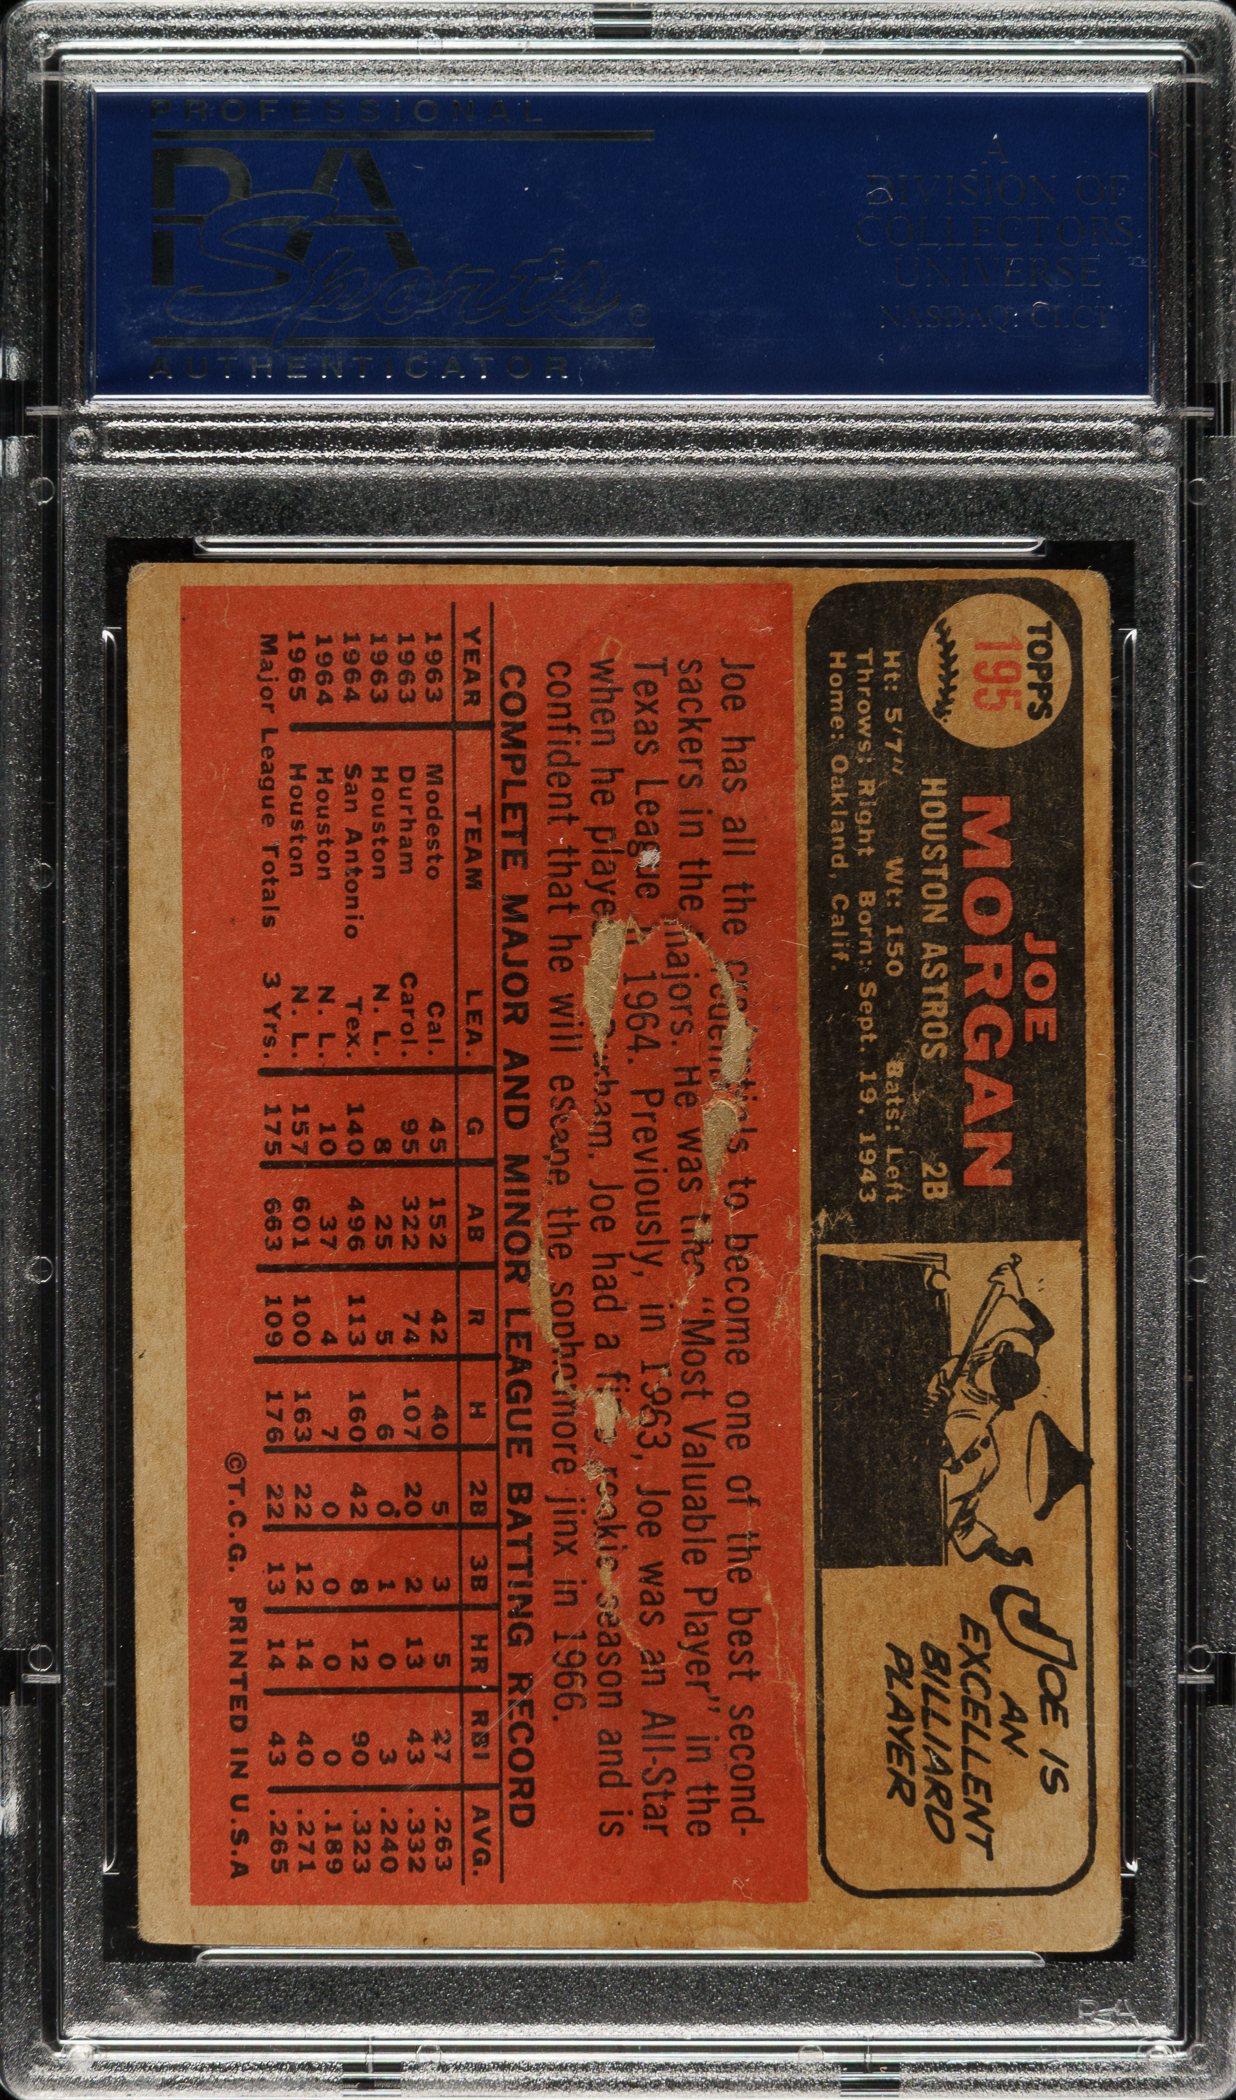 PROFESSIONAL
PSA
Sports ©
AUTHENTICATOR
A
DIVISION OF
COLLECTORS
UNIVERSE
NASDAQ: CLCT
TOPPS
195
JOE
MORGAN
HOUSTON ASTROS 2B
Ht: 5'7" Wt: 150 Bats: Left
Throws: Right Born: Sept. 19, 1943
Home: Oakland, Calif.
JOE IS
AN
EXCELLENT
BILLIARD
PLAYER
Joe has all the credentials to become one of the best second-
sackers in the majors. He was the "Most Valuable Player" in the
Texas League in 1964. Previously, in 1963, Joe was an All-Star
when he played Durham. Joe had a fine rookie season and is
confident that he will escape the sophomore jinx in 1966.
COMPLETE MAJOR AND MINOR LEAGUE BATTING RECORD
YEAR TEAM LEA. G AB R H 2B 3B HR RBI AVG.
1963 Modesto Cal. 45 152 42 40 5 3 5 27 .263
1963 Durham Carol. 95 322 74 107 20 2 13 43 .332
1963 Houston N. L. 8 25 5 6 0 1 0 3 .240
1964 San Antonio Tex. 140 496 113 160 42 8 12 90 .323
1964 Houston N. L. 10 37 4 7 0 0 0 0 .189
1965 Houston N. L. 157 601 100 163 22 12 14 40 .271
Major League Totals 3 Yrs. 175 663 109 176 22 13 14 43 .265
©T.C.G. PRINTED IN U.S.A
PSA